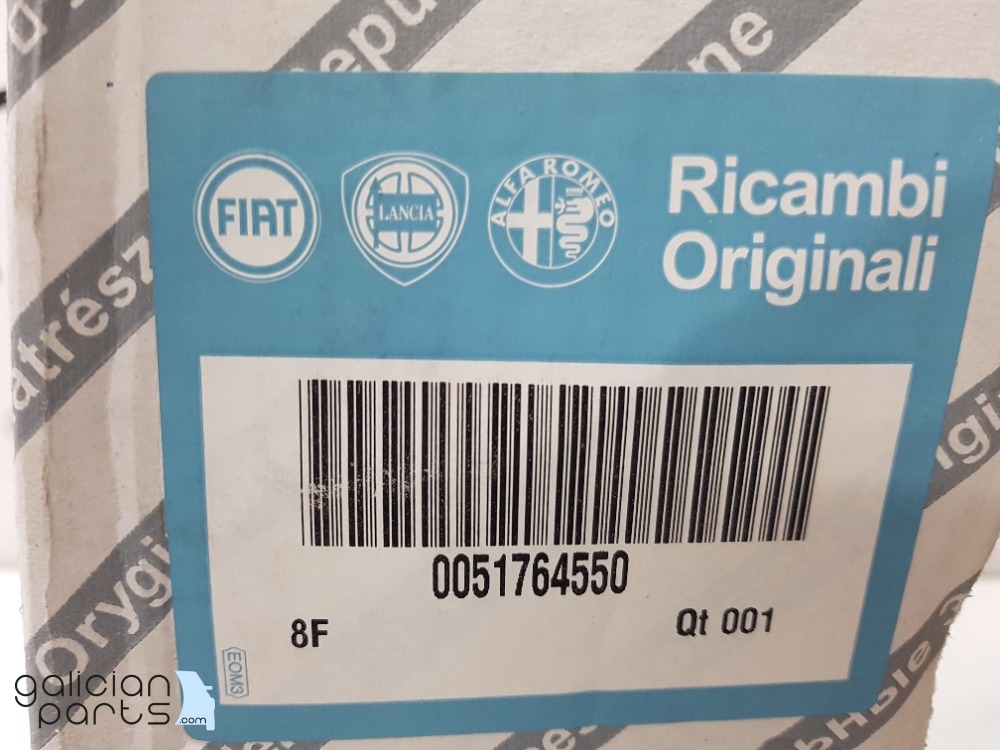 FIAT
LANCIA
ALFA ROMEO
Ricambi
Originali
0051764550
8F
Qt 001
EOM3
galician
parts.com